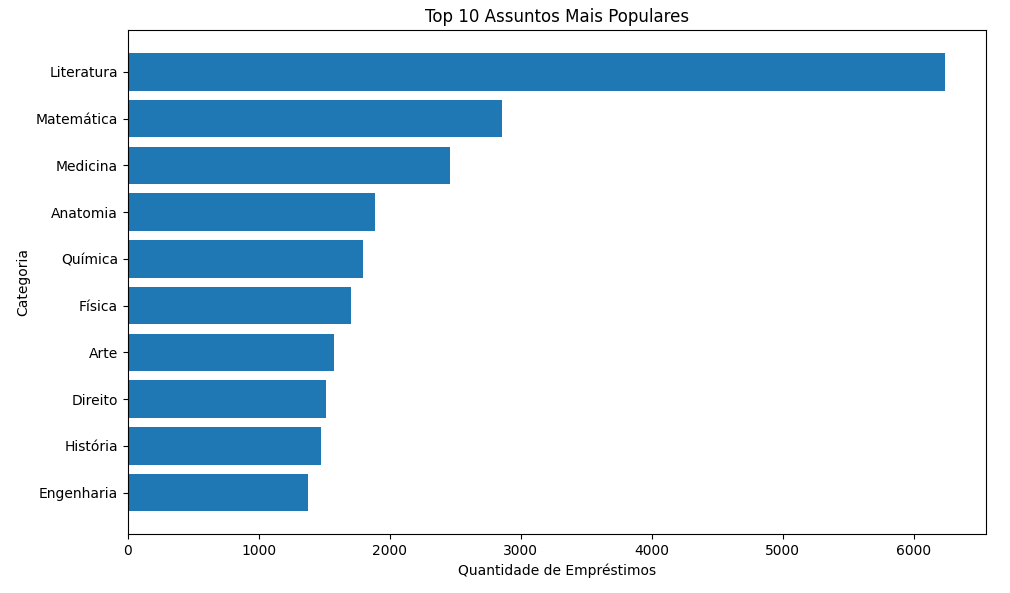 Top 10 Assuntos Mais Populares
Categoria
Literatura
Matemática
Medicina
Anatomia
Química
Física
Arte
Direito
História
Engenharia
0 1000 2000 3000 4000 5000 6000
Quantidade de Empréstimos